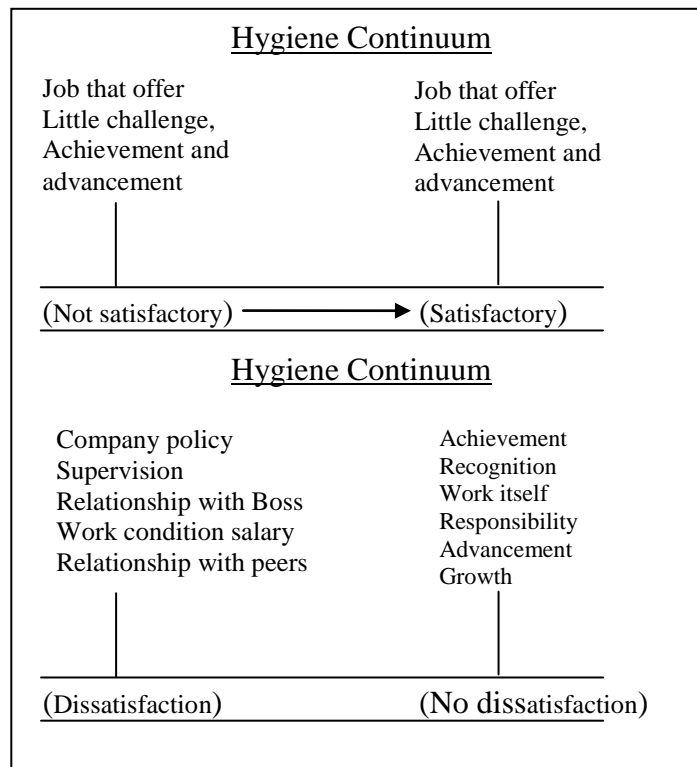 Hygiene Continuum
Job that offer
Little challenge,
Achievement and
advancement
Job that offer
Little challenge,
Achievement and
advancement
(Not satisfactory)
(Satisfactory)
Hygiene Continuum
Company policy
Supervision
Relationship with Boss
Work condition salary
Relationship with peers
Achievement
Recognition
Work itself
Responsibility
Advancement
Growth
(Dissatisfaction)
(No dissatisfaction)